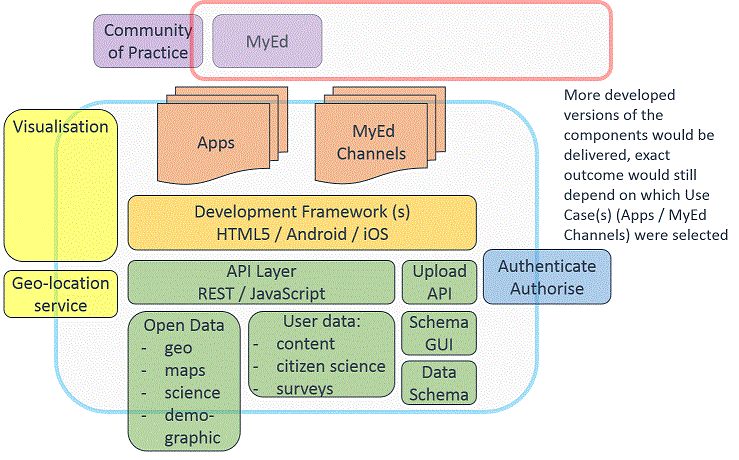 Community
of Practice
MyEd
Visualisation
Apps
MyEd
Channels
More developed
versions of the
components would be
delivered, exact
outcome would still
depend on which Use
Case(s) (Apps / MyEd
Channels) were selected
Development Framework (s)
HTML5 / Android / iOS
Geo-location
service
API Layer
REST / JavaScript
Upload
API
Authenticate
Authorise
Open Data
- geo
- maps
- science
- demo-
graphic
User data:
- content
- citizen science
- surveys
Schema
GUI
Data
Schema